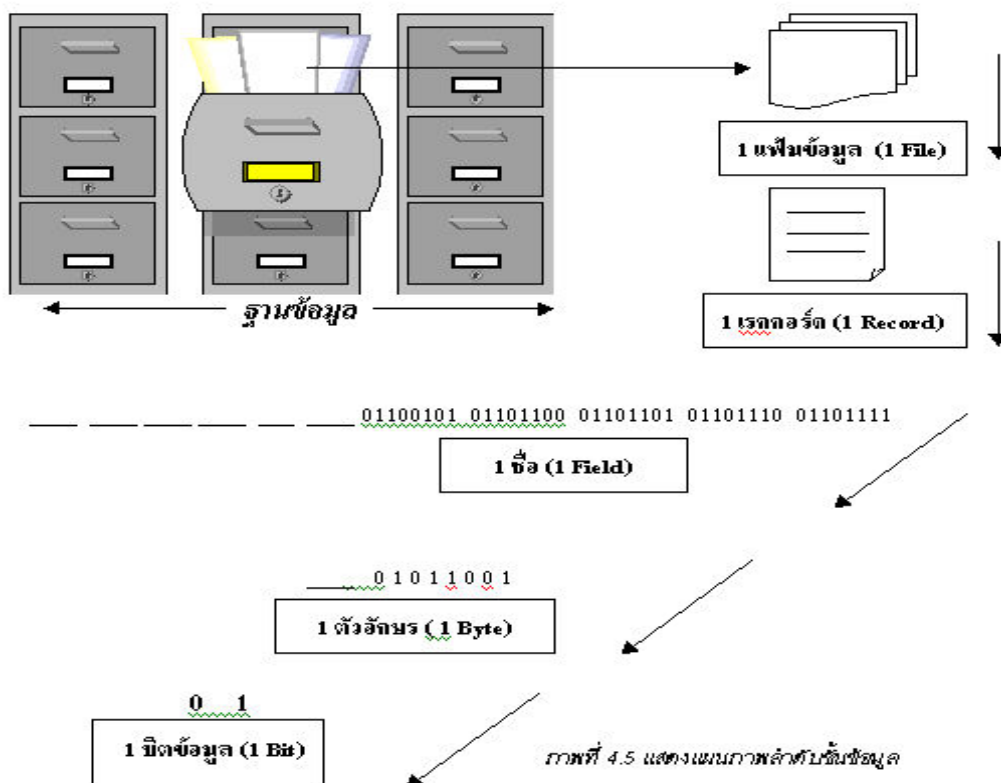 1 แฟ้มข้อมูล (1 File)
ฐานข้อมูล
1 เรคคอร์ด (1 Record)
01100101 01101100 01101101 01101110 01101111
1 ชื่อ (1 Field)
0 1 0 1 1 0 0 1
1 ตัวอักษร ( 1 Byte)
0 1
1 บิตข้อมูล (1 Bit)
ภาพที่ 4.5 แสดงแผนภาพลำดับชั้นข้อมูล